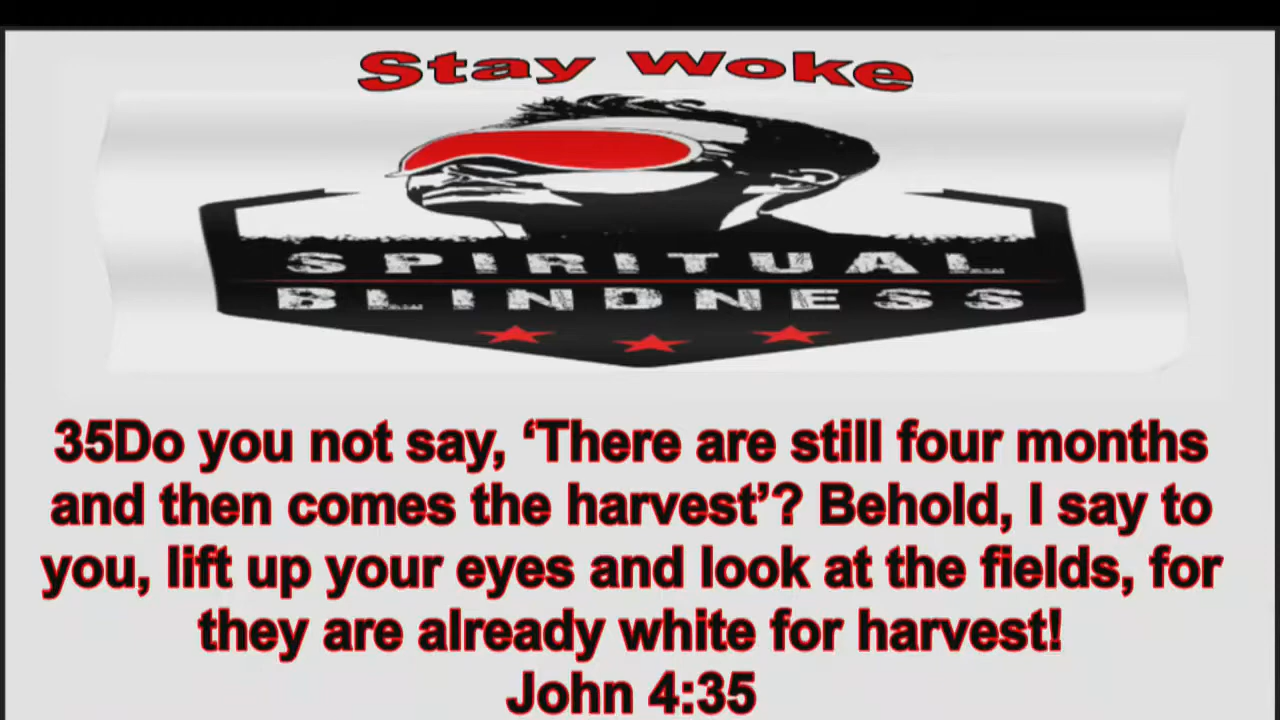 Stay Woke
SPIRITUAL
BLINDNESS
35Do you not say, ‘There are still four months
and then comes the harvest’? Behold, I say to
you, lift up your eyes and look at the fields, for
they are already white for harvest!
John 4:35